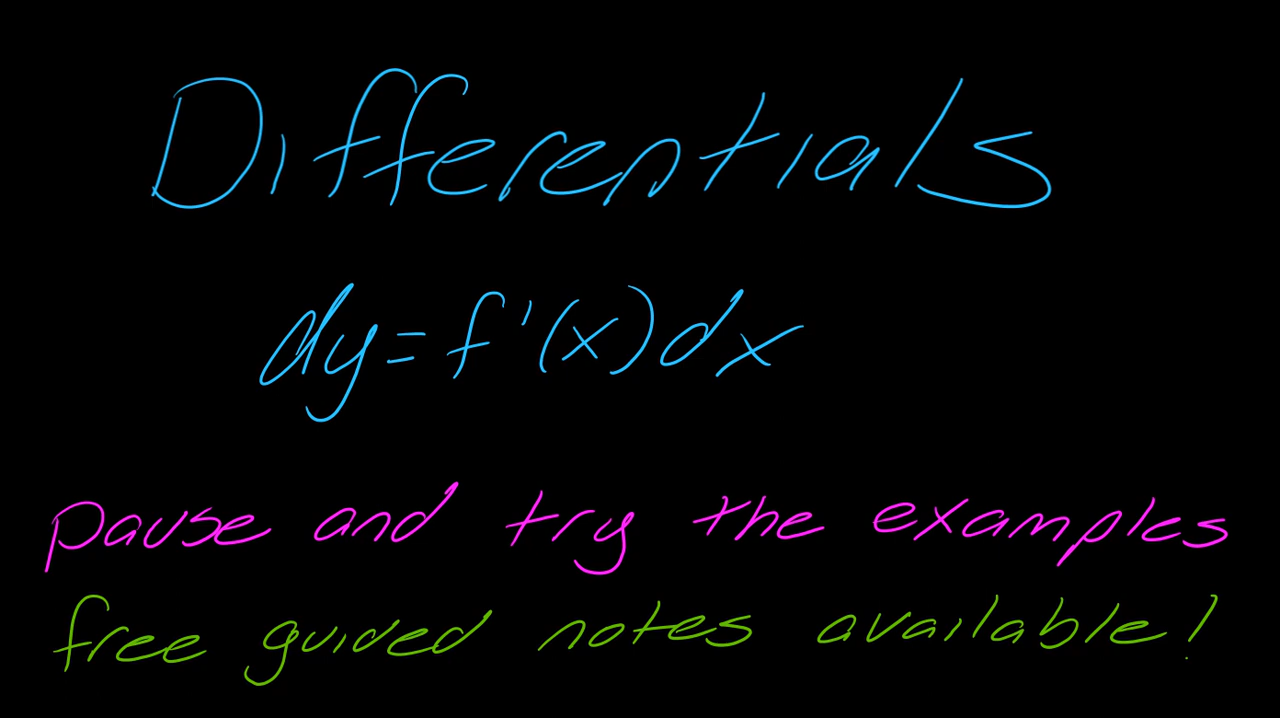 Differentials
dy=f'(x)dx
pause and try the examples
free guided notes available!